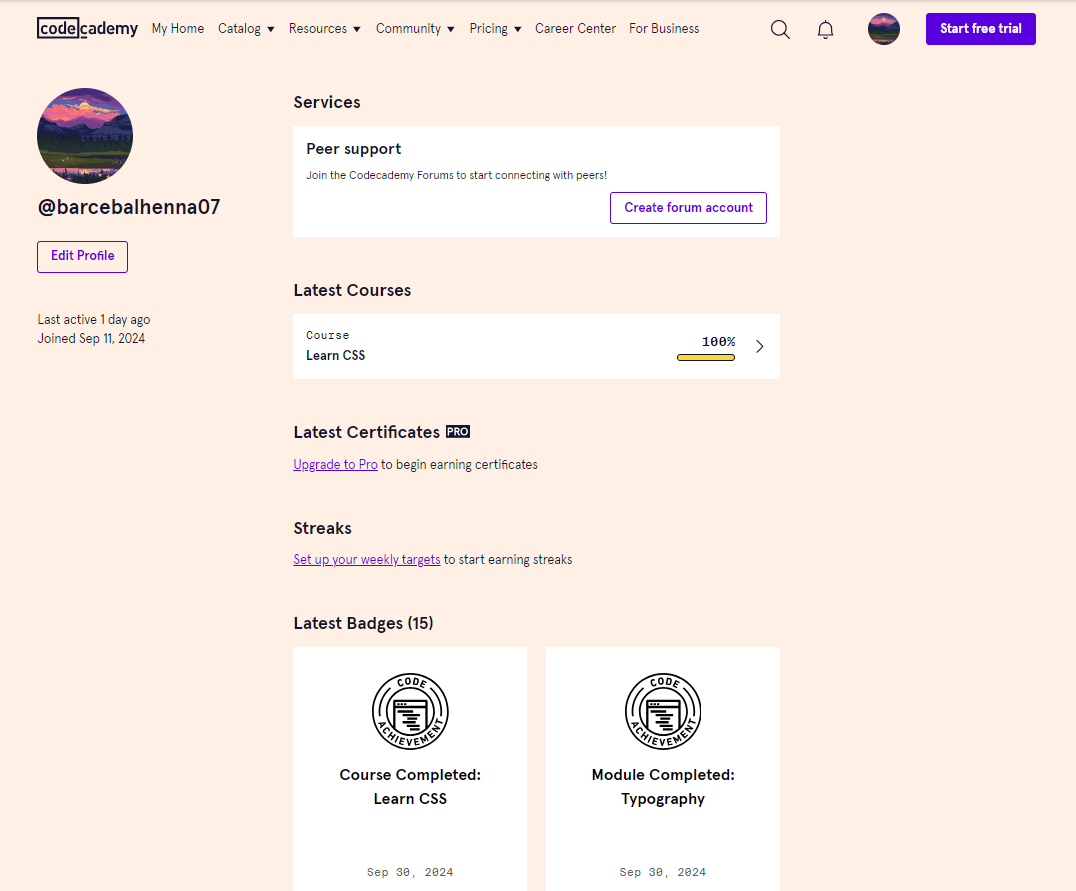 codecademy My Home Catalog Resources Community Pricing Career Center For Business Start free trial
@barcebalhenna07
Edit Profile
Last active 1 day ago
Joined Sep 11, 2024
Services
Peer support
Join the Codecademy Forums to start connecting with peers!
Create forum account
Latest Courses
Course
Learn CSS
100%
Latest Certificates PRO
Upgrade to Pro to begin earning certificates
Streaks
Set up your weekly targets to start earning streaks
Latest Badges (15)
CODE
ACHIEVEMENT
Course Completed:
Learn CSS
Sep 30, 2024
CODE
ACHIEVEMENT
Module Completed:
Typography
Sep 30, 2024